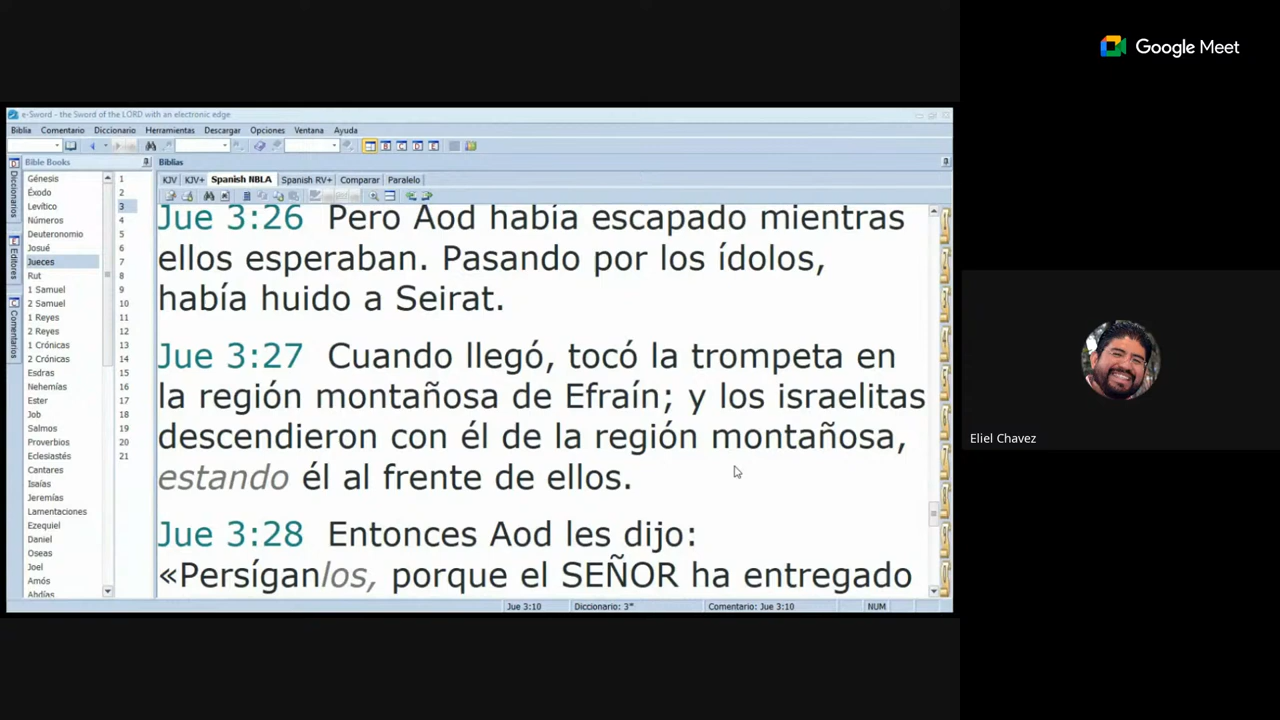 Google Meet
e-Sword - the Sword of the LORD with an electronic edge
Biblia Comentario Diccionario Herramientas Descargar Opciones Ventana Ayuda
Bible Books
Biblias
KJV KJV+ Spanish NBLA Spanish RV+ Comparar Paralelo
Diccionarios
Editores
Comentarios
Génesis
Éxodo
Levítico
Números
Deuteronomio
Josué
Jueces
Rut
1 Samuel
2 Samuel
1 Reyes
2 Reyes
1 Crónicas
2 Crónicas
Esdras
Nehemías
Ester
Job
Salmos
Proverbios
Eclesiastés
Cantares
Isaías
Jeremías
Lamentaciones
Ezequiel
Daniel
Oseas
Joel
Amós
Abdías
1
2
3
4
5
6
7
8
9
10
11
12
13
14
15
16
17
18
19
20
21
Jue 3:26 Pero Aod había escapado mientras
ellos esperaban. Pasando por los ídolos,
había huido a Seirat.
Jue 3:27 Cuando llegó, tocó la trompeta en
la región montañosa de Efraín; y los israelitas
descendieron con él de la región montañosa,
estando él al frente de ellos.
Jue 3:28 Entonces Aod les dijo:
«Persíganlos, porque el SEÑOR ha entregado
Jue 3:10 Diccionario: 3* Comentario: Jue 3:10 NUM
Eliel Chavez